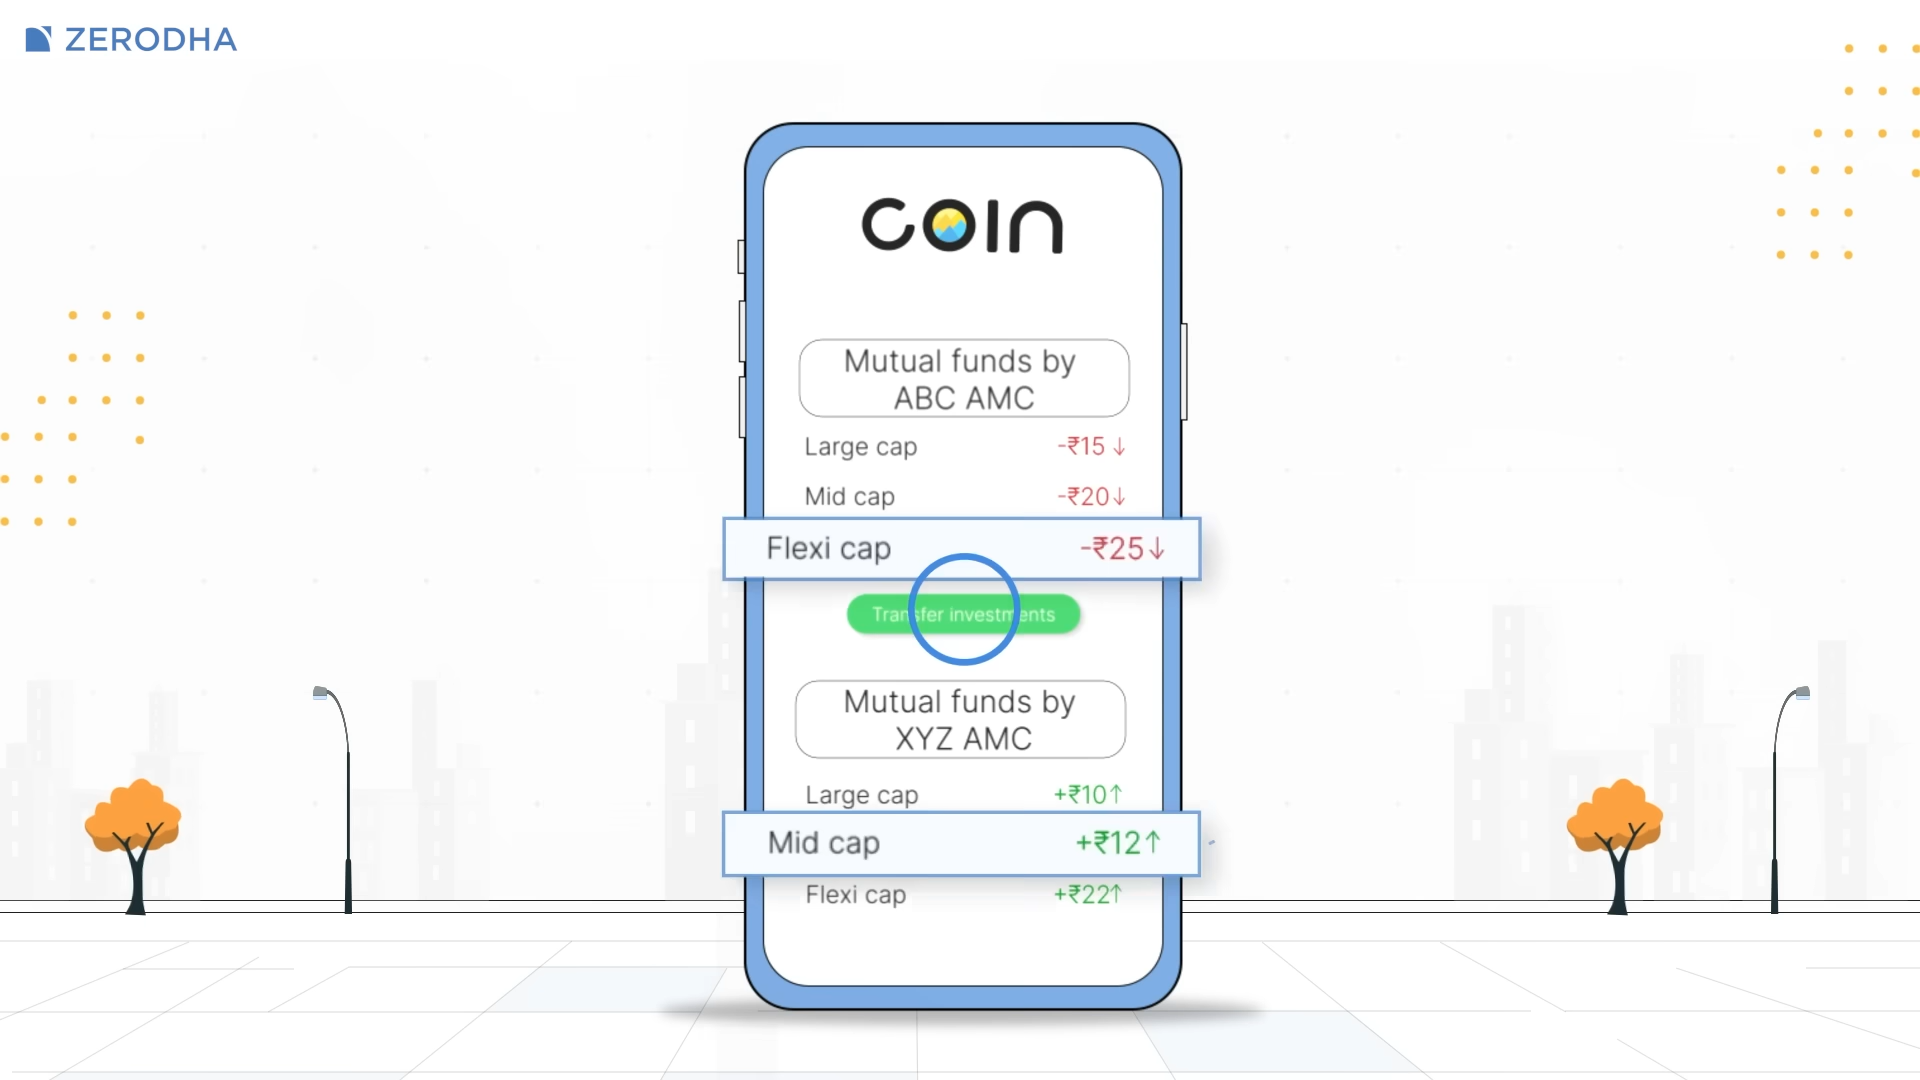 ZERODHA
COIN
Mutual funds by
ABC AMC
Large cap -₹15 ↓
Mid cap -₹20↓
Flexi cap -₹25↓
Transfer investments
Mutual funds by
XYZ AMC
Large cap +₹10↑
Mid cap +₹12↑
Flexi cap +₹22↑